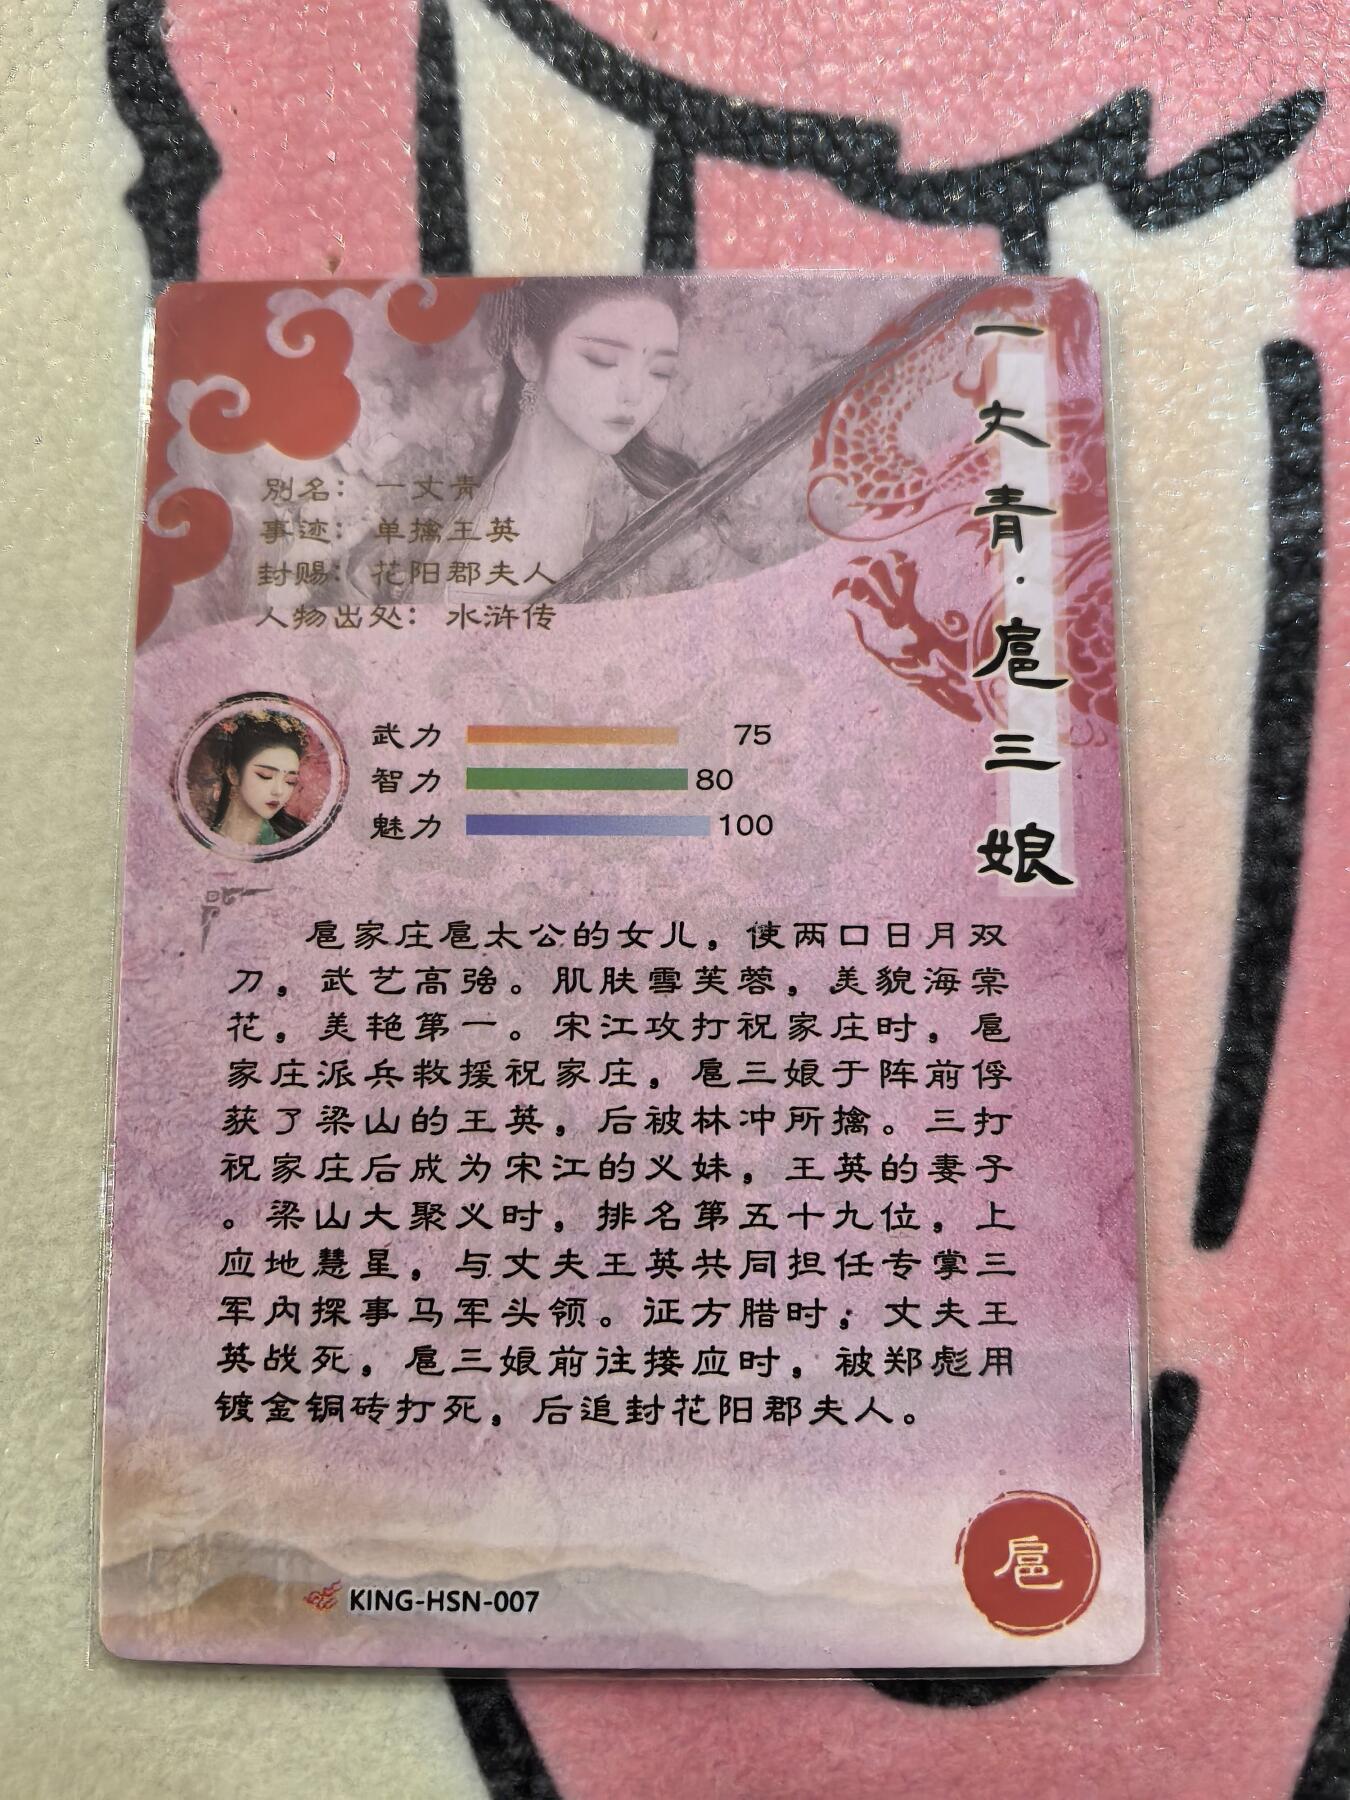 一丈青·扈三娘
别名：一丈青
事迹：单擒王英
封赐：花阳郡夫人
人物出处：水浒传
武力 75
智力 80
魅力 100
扈家庄扈太公的女儿，使两口日月双
刀，武艺高强。肌肤雪芙蓉，美貌海棠
花，美艳第一。宋江攻打祝家庄时，扈
家庄派兵救援祝家庄，扈三娘于阵前俘
获了梁山的王英，后被林冲所擒。三打
祝家庄后成为宋江的义妹，王英的妻子
。梁山大聚义时，排名第五十九位，上
应地慧星，与丈夫王英共同担任专掌三
军内探事马军头领。证方腊时，丈夫王
英战死，扈三娘前往接应时，被郑彪用
镀金铜砖打死，后追封花阳郡夫人。
KING-HSN-007
扈